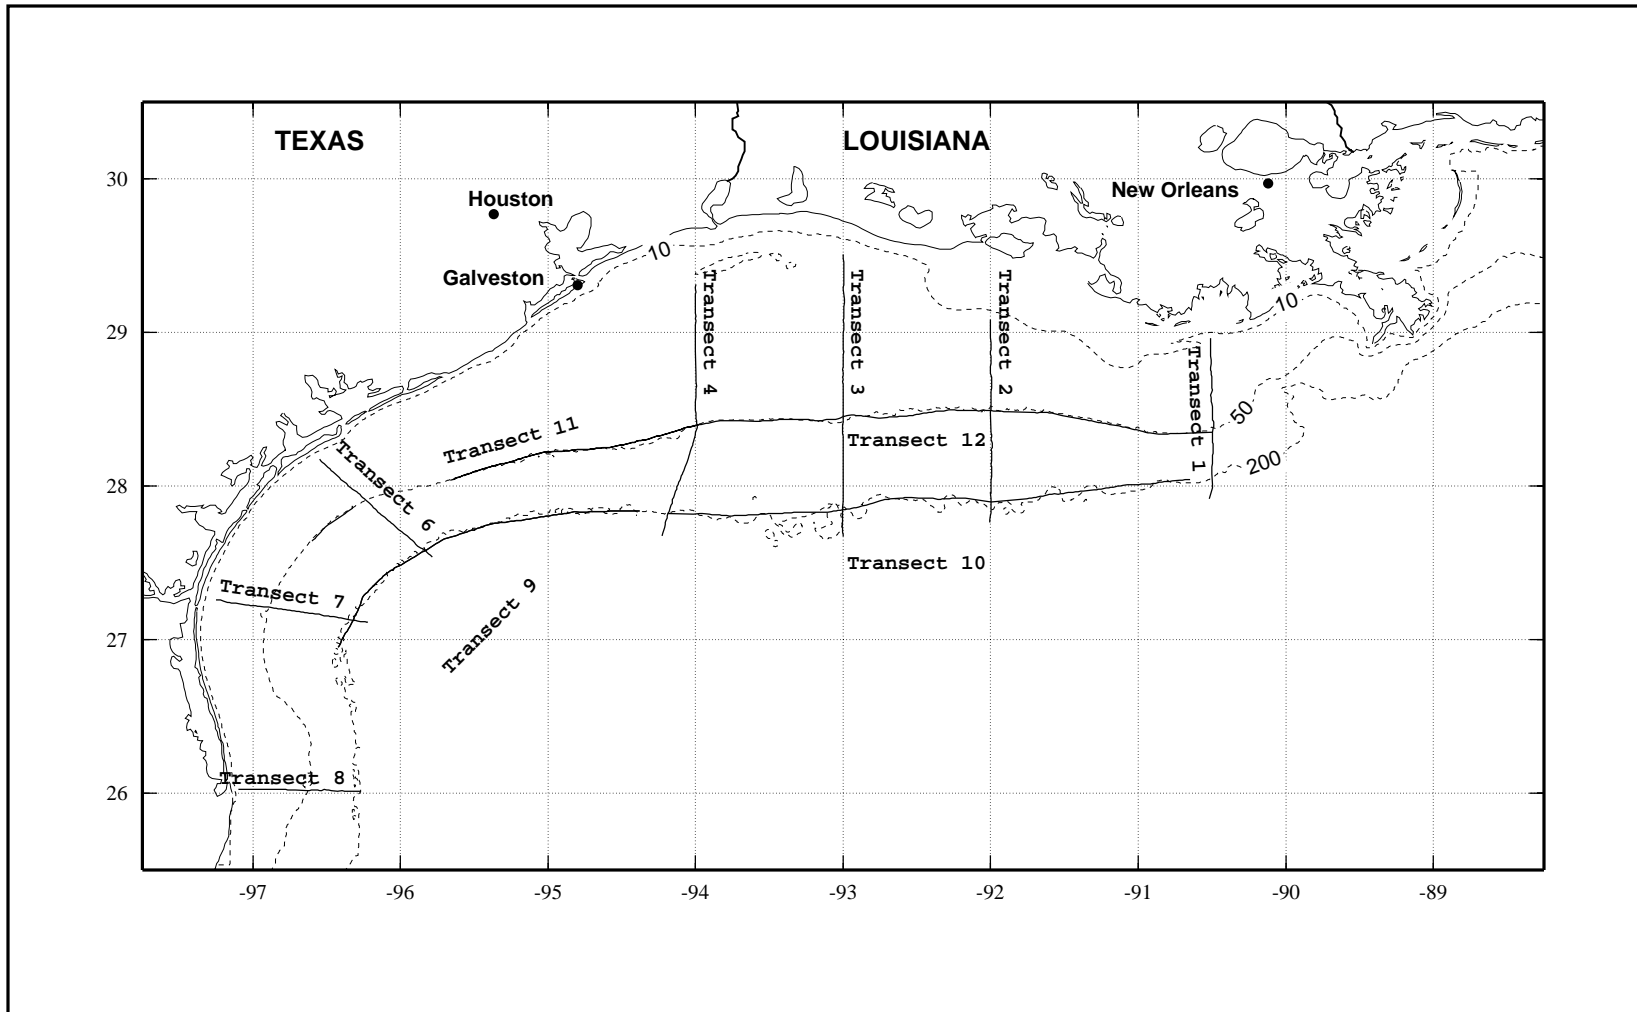 TEXAS
LOUISIANA
30
Houston
New Orleans
10
Galveston
Transect 4
Transect 3
Transect 2
10
29
Transect 1
50
Transect 11
Transect 12
200
Transect 6
28
Transect 10
Transect 7
Transect 9
27
Transect 8
26
-97
-96
-95
-94
-93
-92
-91
-90
-89